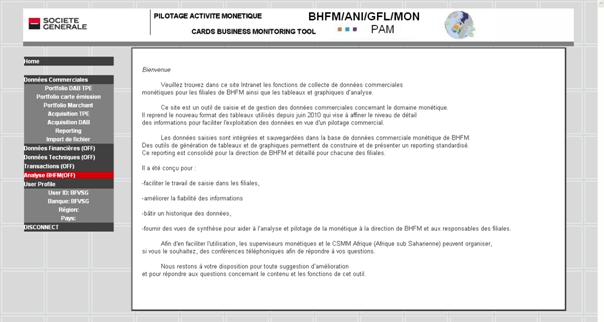 SOCIETE
GENERALE
PILOTAGE ACTIVITE MONETIQUE
CARDS BUSINESS MONITORING TOOL
BHFM/ANI/GFL/MON
PAM
Home
Données Commerciales
Portfolio DAB TPE
Portfolio carte émission
Portfolio Marchant
Acquisition TPE
Acquisition DAB
Reporting
Import de fichier
Données Financières (OFF)
Données Techniques (OFF)
Transactions (OFF)
Analyse BHFM(OFF)
User Profile
User ID: BFVSG
Banque: BFVSG
Région:
Pays:
DISCONNECT
Bienvenue
Veuillez trouvez dans ce site Intranet les fonctions de collecte de données commerciales
monétiques pour les filiales de BHFM ainsi que les tableaux et graphiques d'analyse.
Ce site est un outil de saisie et de gestion des données commerciales concernant le domaine monétique.
Il reprend le nouveau format des tableaux utilisés depuis juin 2010 qui vise à affiner le niveau de détail
des informations pour faciliter l'exploitation des données en vue d'un pilotage commercial.
Les données saisies sont intégrées et sauvegardées dans la base de données commerciale monétique de BHFM.
Des outils de génération de tableaux et de graphiques permettent de construire et de présenter un reporting standardisé.
Ce reporting est consolidé pour la direction de BHFM et détaillé pour chacune des filiales.
Il a été conçu pour :
-faciliter le travail de saisie dans les filiales,
-améliorer la fiabilité des informations
-bâtir un historique des données,
-fournir des vues de synthèse pour aider à l'analyse et pilotage de la monétique à la direction de BHFM et aux responsables des filiales.
Afin d'en faciliter l'utilisation, les superviseurs monétiques et le CSMM Afrique (Afrique sub Saharienne) peuvent organiser,
si vous le souhaitez, des conférences téléphoniques afin de répondre à vos questions.
Nous restons à votre disposition pour toute suggestion d'amélioration
et pour répondre aux questions concernant le contenu et les fonctions de cet outil.